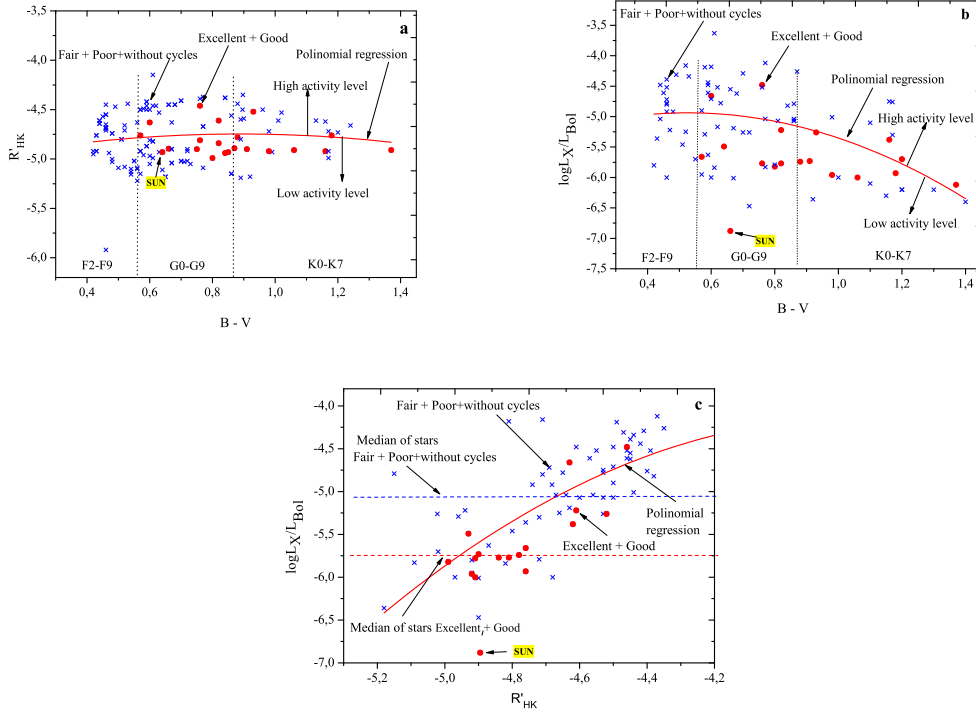 a
Excellent + Good
Fair + Poor+without cycles
Polinomial regression
High activity level
SUN
Low activity level
F2-F9
G0-G9
K0-K7
-4,0
-4,5
-5,0
-5,5
-6,0
R'HK
0,4
0,6
0,8
1,0
1,2
1,4
B - V
b
Fair + Poor+without cycles
Excellent + Good
Polinomial regression
High activity level
Low activity level
SUN
F2-F9
G0-G9
K0-K7
-3,5
-4,0
-4,5
-5,0
-5,5
-6,0
-6,5
-7,0
-7,5
logLX/LBol
0,4
0,6
0,8
1,0
1,2
1,4
B - V
c
Fair + Poor+without cycles
Median of stars
Fair + Poor+without cycles
Polinomial
regression
Excellent + Good
Median of stars Excellent + Good
SUN
-4,0
-4,5
-5,0
-5,5
-6,0
-6,5
-7,0
logLX/LBol
-5,2
-5,0
-4,8
-4,6
-4,4
-4,2
R'HK